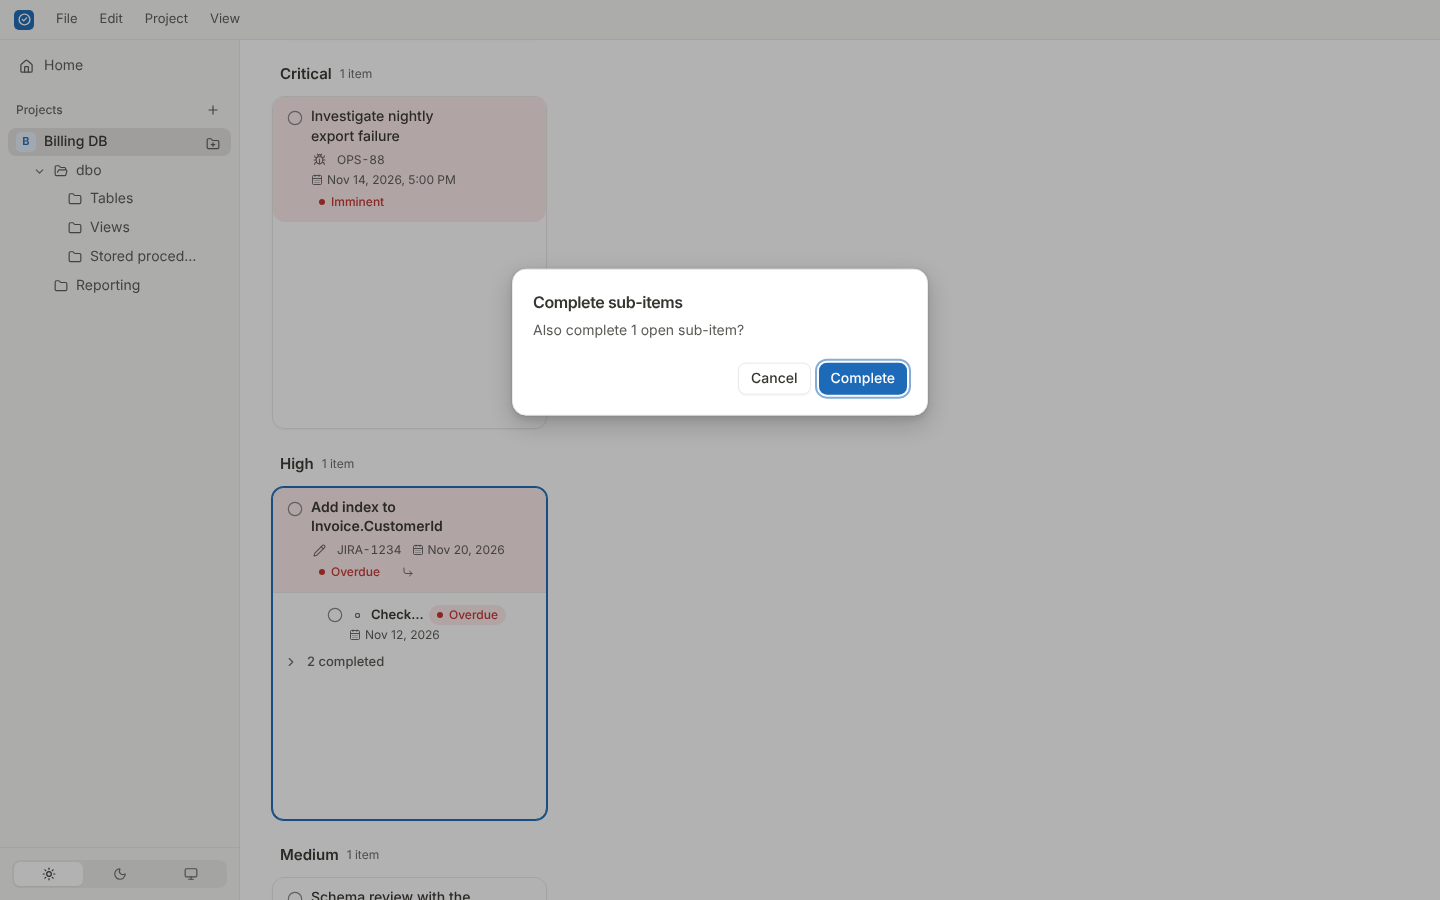 File Edit Project View
Home
Projects
B Billing DB
dbo
Tables
Views
Stored proced...
Reporting
Critical 1 item
Investigate nightly
export failure
OPS-88
Nov 14, 2026, 5:00 PM
Imminent
Complete sub-items
Also complete 1 open sub-item?
Cancel Complete
High 1 item
Add index to
Invoice.CustomerId
JIRA-1234 Nov 20, 2026
Overdue
Check... Overdue
Nov 12, 2026
2 completed
Medium 1 item
Schema review with the